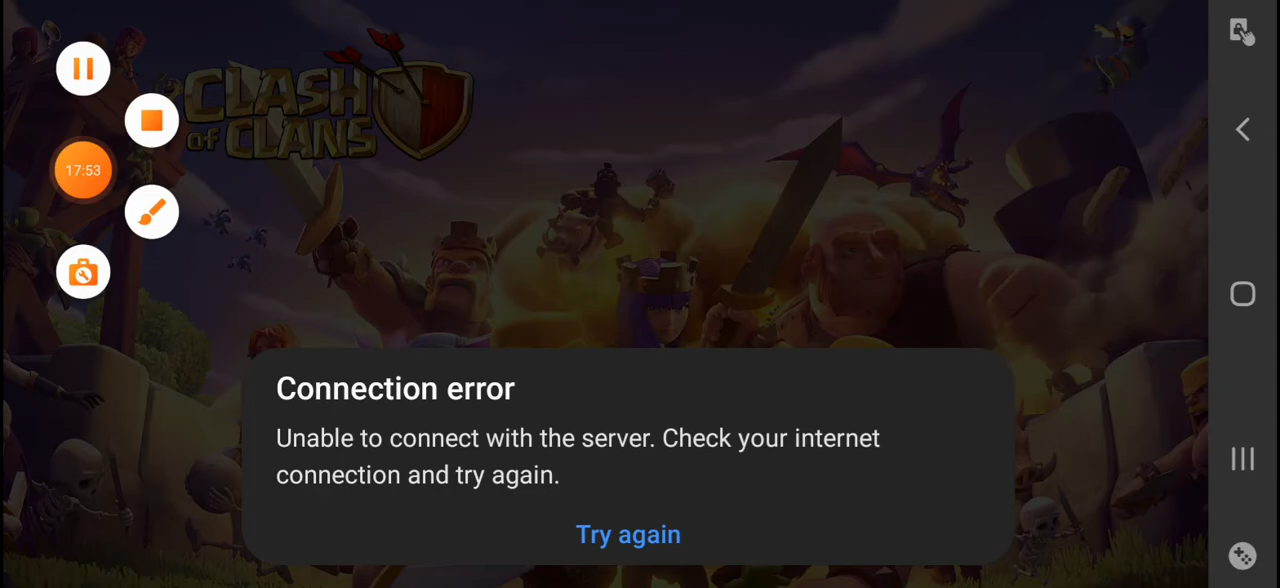 CLASH
OF CLANS
17:53
Connection error
Unable to connect with the server. Check your internet
connection and try again.
Try again